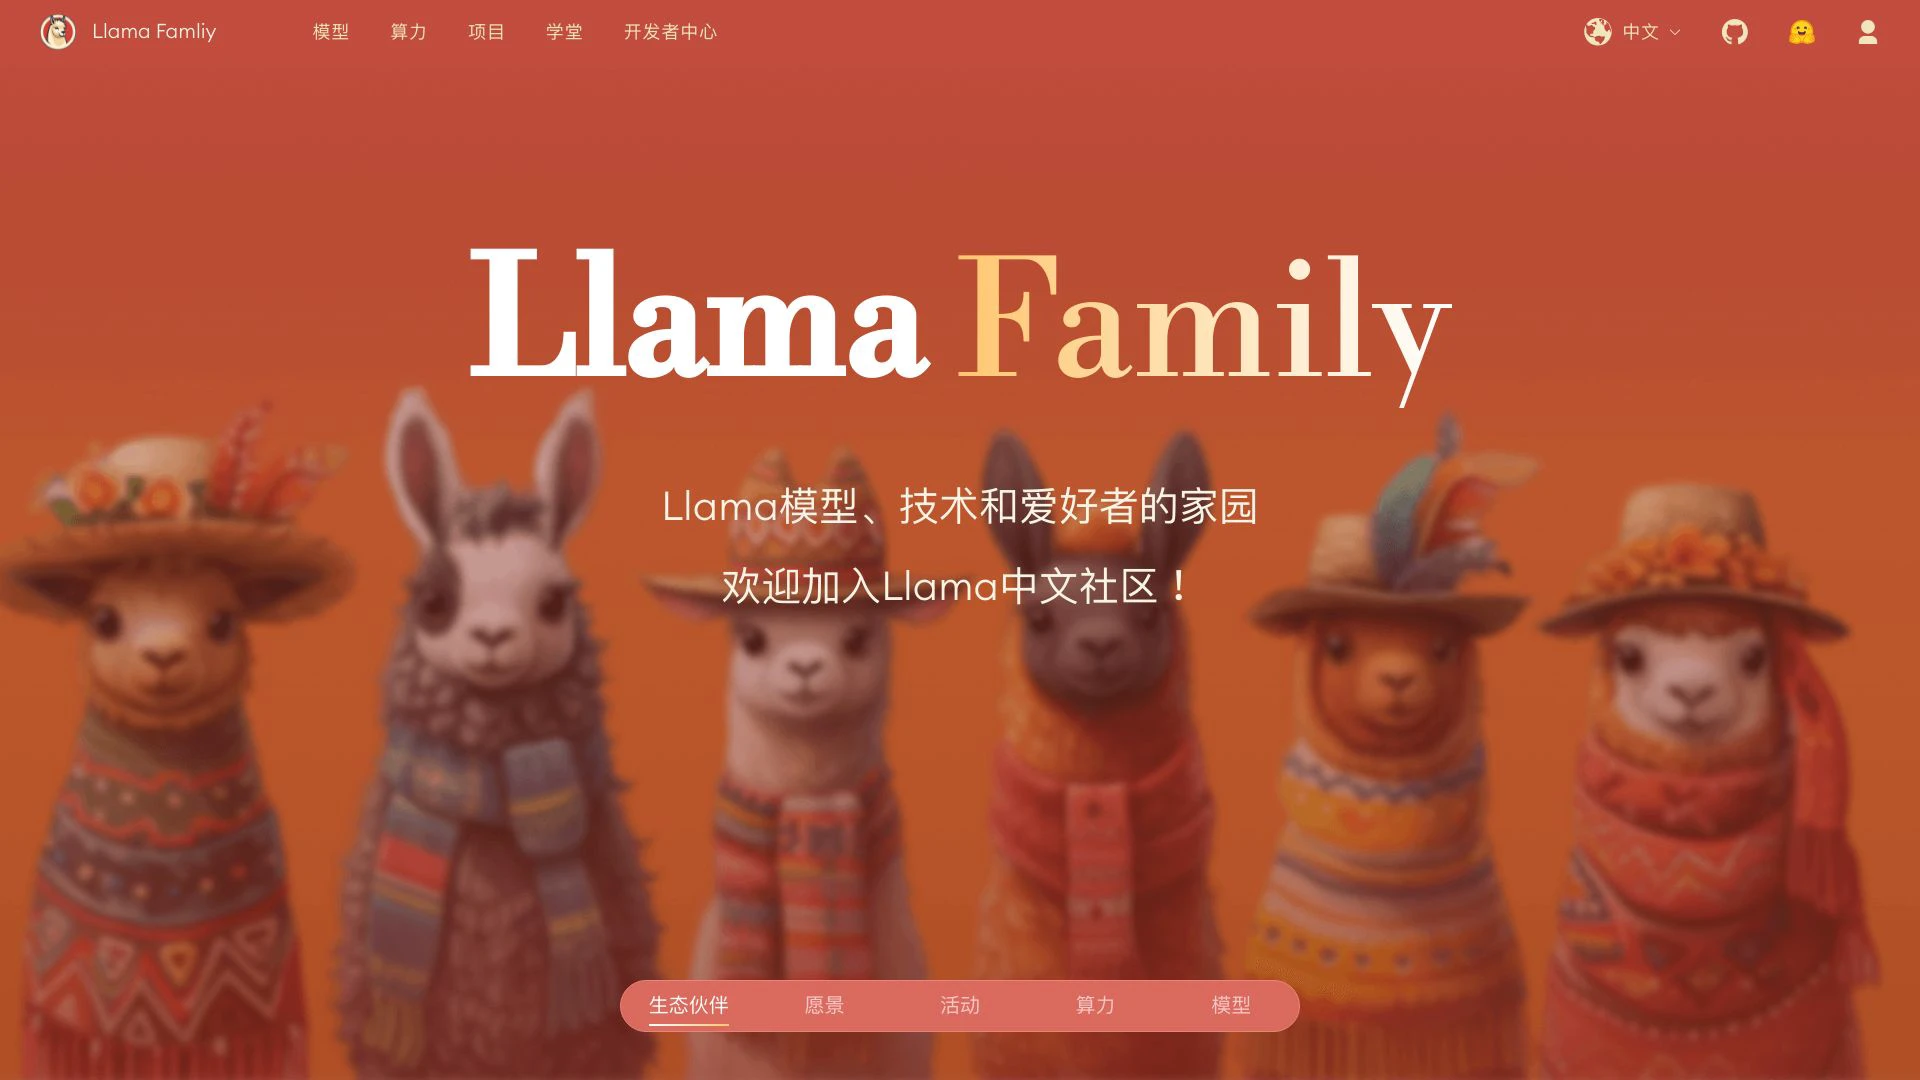 Llama Famliy
模型
算力
项目
学堂
开发者中心
中文
Llama Family
Llama模型、技术和爱好者的家园
欢迎加入Llama中文社区！
生态伙伴
愿景
活动
算力
模型